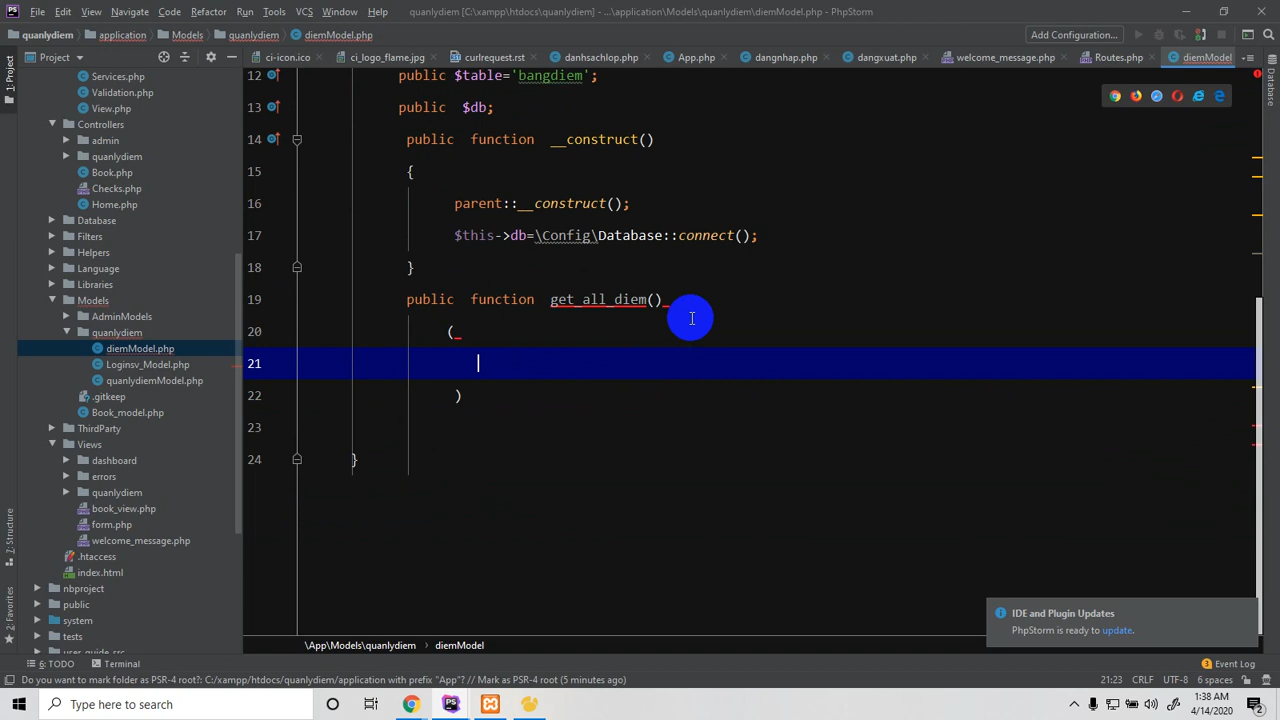 File Edit View Navigate Code Refactor Run Tools VCS Window Help quanlydiem [C:\xampp\htdocs\quanlydiem] - ...\application\Models\quanlydiem\diemModel.php - PhpStorm
quanlydiem application Models quanlydiem diemModel.php Add Configuration...
Project ci-icon.ico ci_logo_flame.jpg curlrequest.rst danhsachlop.php App.php dangnhap.php dangxuat.php welcome_message.php Routes.php diemModel
1: Project
Services.php
Validation.php
View.php
Controllers
admin
quanlydiem
Book.php
Checks.php
Home.php
Database
Filters
Helpers
Language
Libraries
Models
AdminModels
quanlydiem
diemModel.php
Loginsv_Model.php
quanlydiemModel.php
.gitkeep
Book_model.php
ThirdParty
Views
dashboard
errors
quanlydiem
book_view.php
form.php
welcome_message.php
.htaccess
index.html
nbproject
public
system
tests
user_guide_src
Z: Structure
2: Favorites
12 public $table='bangdiem';
13 public $db;
14 public function __construct()
15 {
16 parent::__construct();
17 $this->db=\Config\Database::connect();
18 }
19 public function get_all_diem()
20 (
21
22 )
23
24 }
Database
IDE and Plugin Updates
PhpStorm is ready to update.
\App\Models\quanlydiem diemModel
6: TODO Terminal 3 Event Log
Do you want to mark folder as PSR-4 root?: C:/xampp/htdocs/quanlydiem/application with prefix "App"? // Mark as PSR-4 root (5 minutes ago) 21:23 CRLF UTF-8 6 spaces
Type here to search
1:38 AM
4/14/2020
2